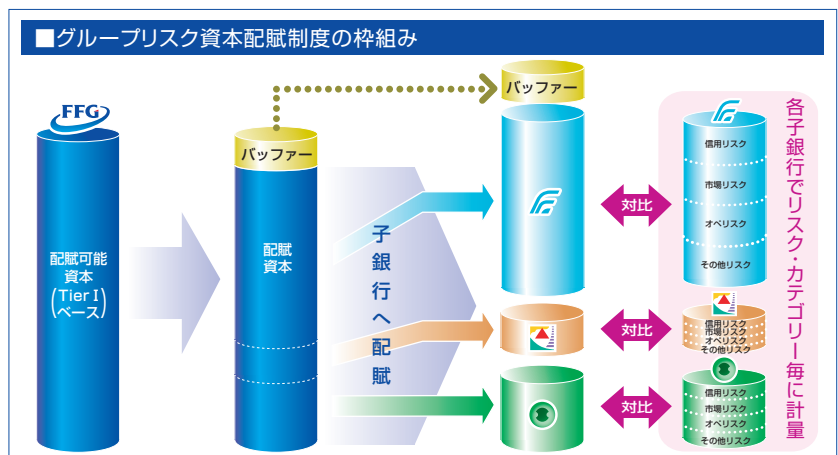 ■グループリスク資本配賦制度の枠組み
FFG
配賦可能
資本
(Tier Ⅰ
ベース)
バッファー
配賦
資本
子銀行へ配賦
バッファー
対比
対比
対比
信用リスク
市場リスク
オペリスク
その他リスク
信用リスク
市場リスク
オペリスク
その他リスク
信用リスク
市場リスク
オペリスク
その他リスク
各子銀行でリスク・カテゴリー毎に計量